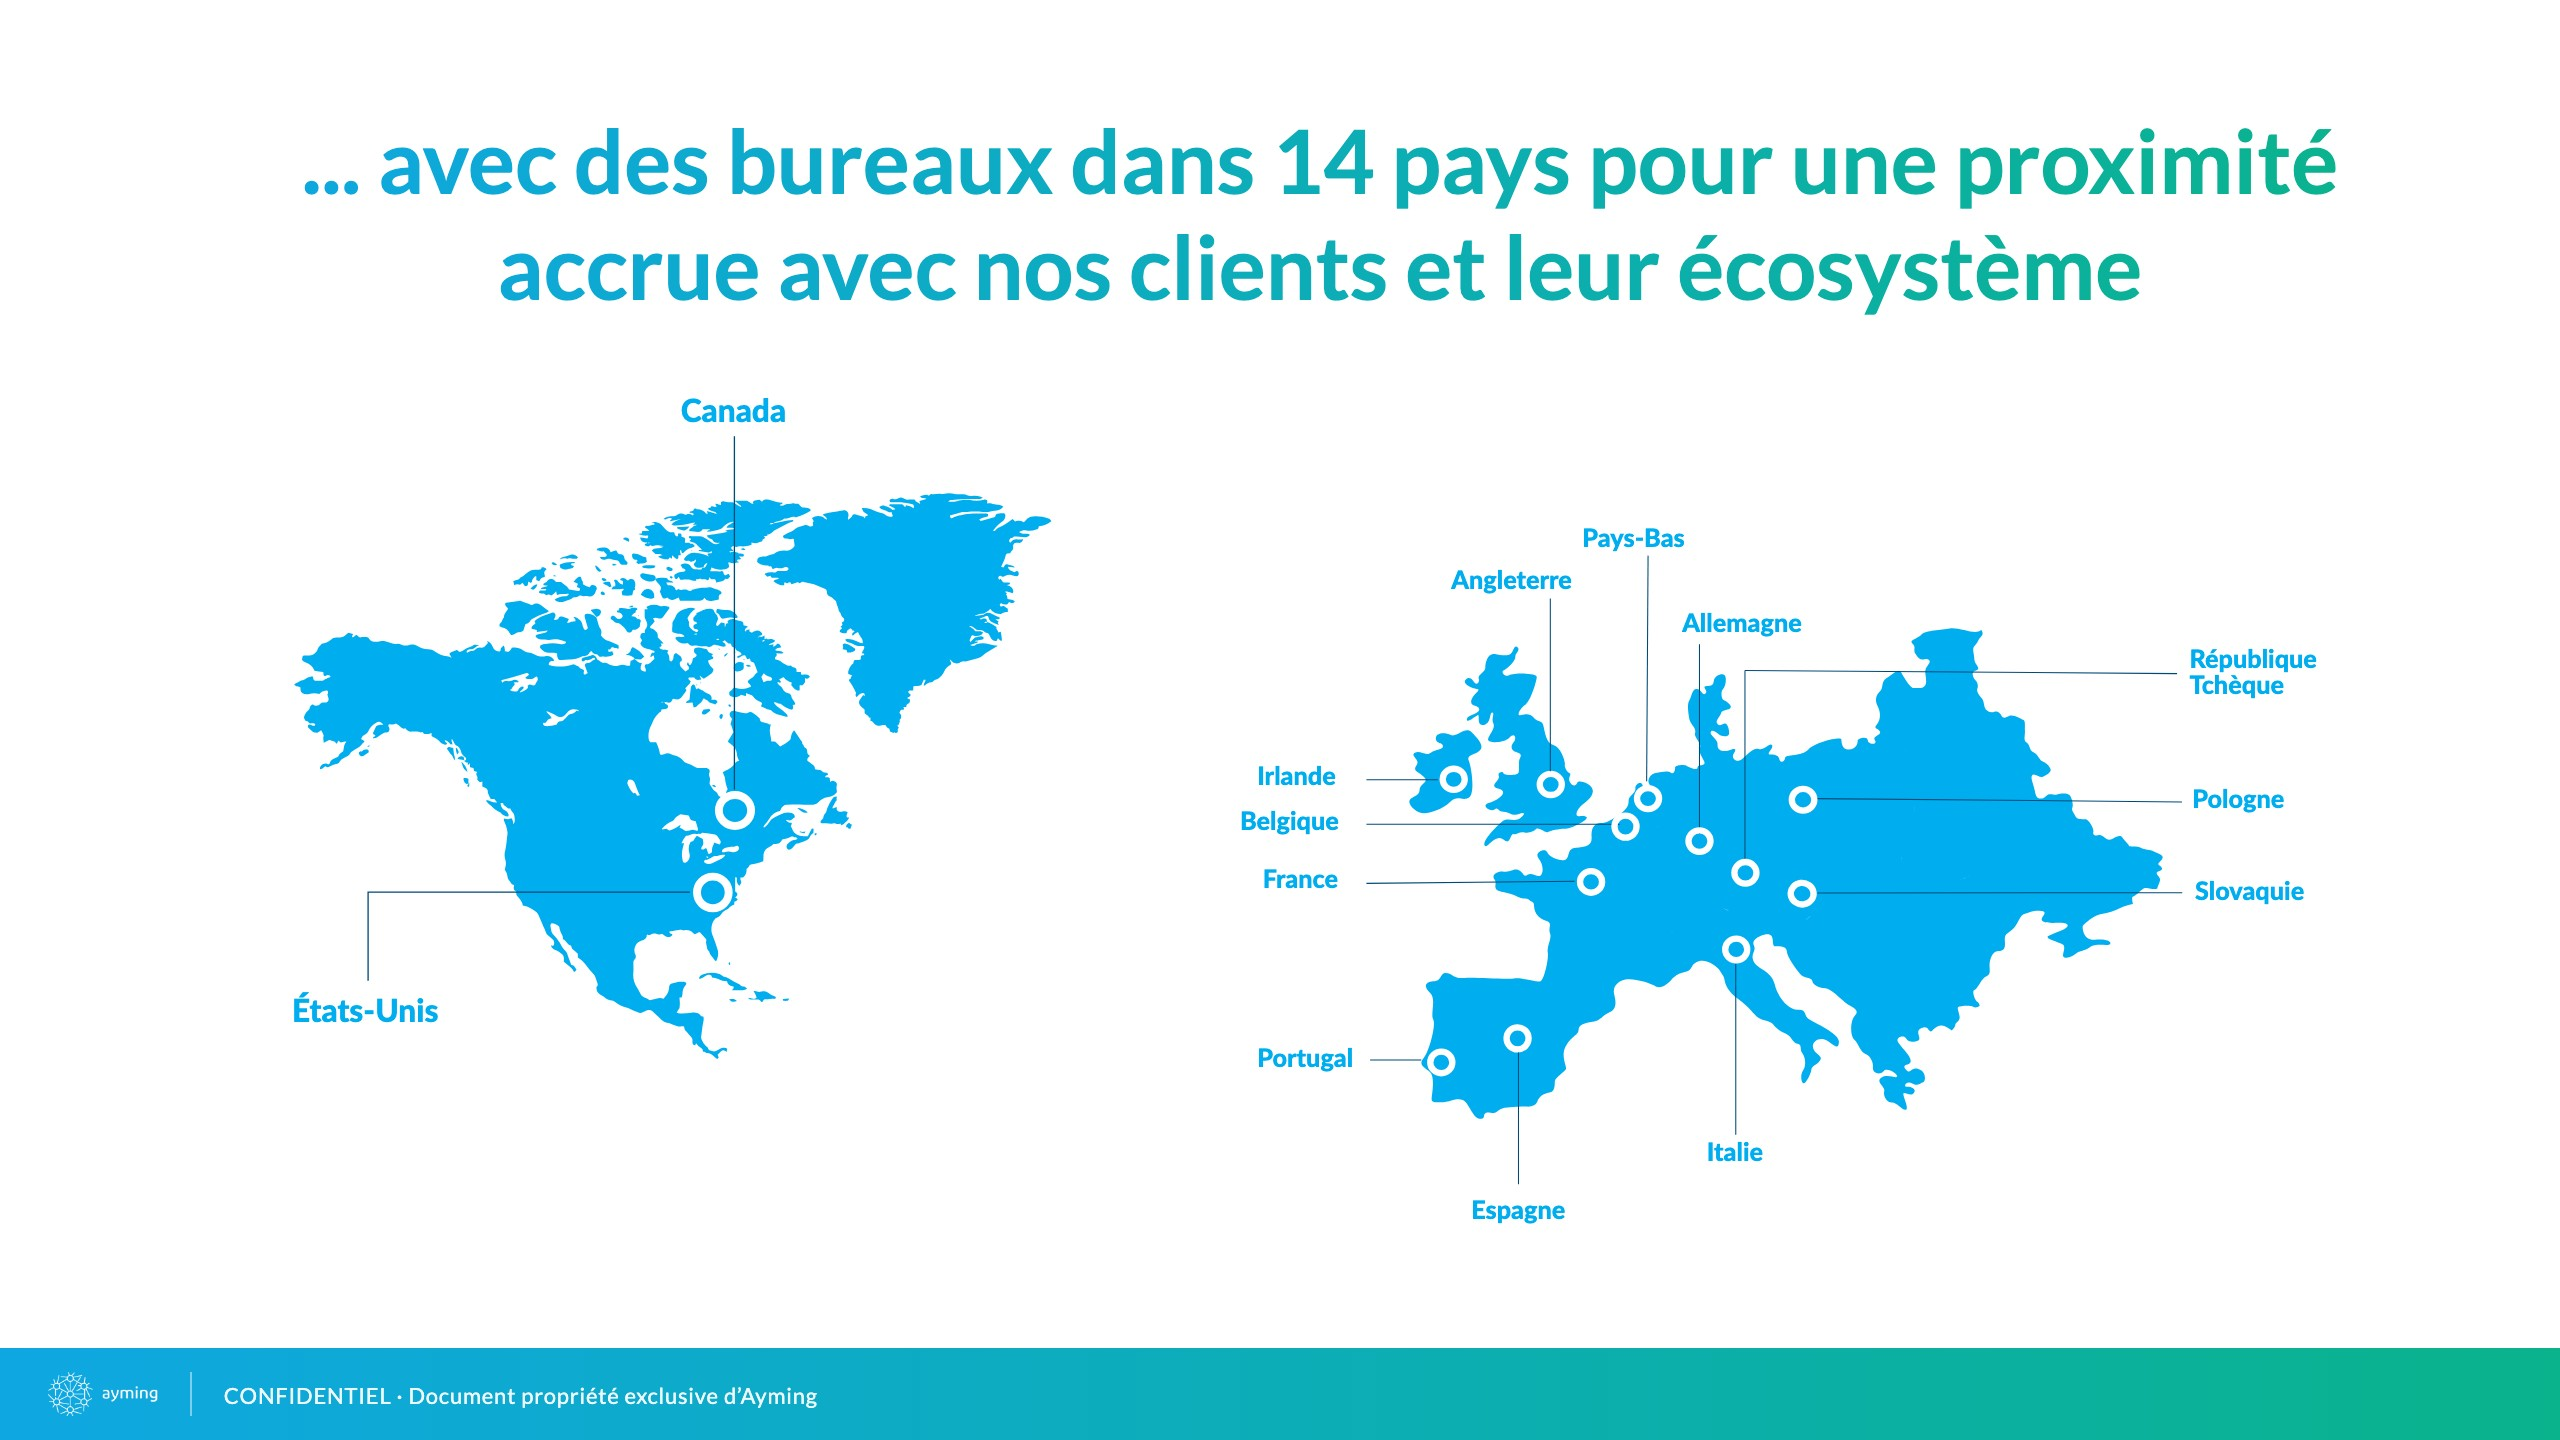 ... avec des bureaux dans 14 pays pour une proximité
accrue avec nos clients et leur écosystème
Canada
États-Unis
Pays-Bas
Angleterre
Allemagne
République
Tchèque
Irlande
Belgique
France
Pologne
Slovaquie
Portugal
Italie
Espagne
ayming
CONFIDENTIEL · Document propriété exclusive d’Ayming